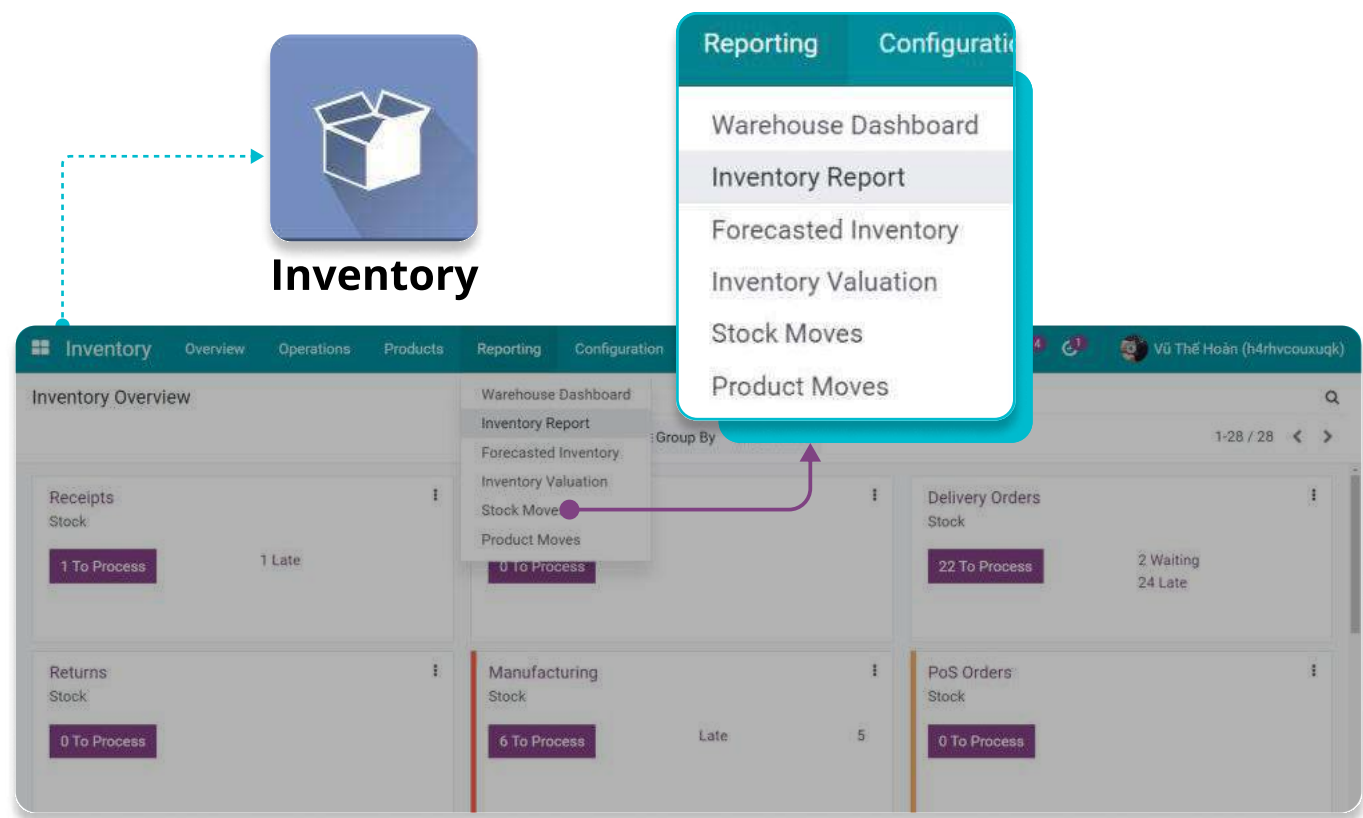 Reporting Configurati
Warehouse Dashboard
Inventory Report
Forecasted Inventory
Inventory Valuation
Stock Moves
Product Moves
Inventory
Inventory Overview Operations Products Reporting Configuration 4 1 Vũ Thế Hoàn (h4rhvcouxuqk)
Inventory Overview
Warehouse Dashboard
Inventory Report
Forecasted Inventory
Inventory Valuation
Stock Move
Product Moves
Group By
1-28 / 28
Receipts
Stock
1 To Process 1 Late
0 To Process
Delivery Orders
Stock
22 To Process 2 Waiting
24 Late
Returns
Stock
0 To Process
Manufacturing
Stock
6 To Process Late 5
PoS Orders
Stock
0 To Process